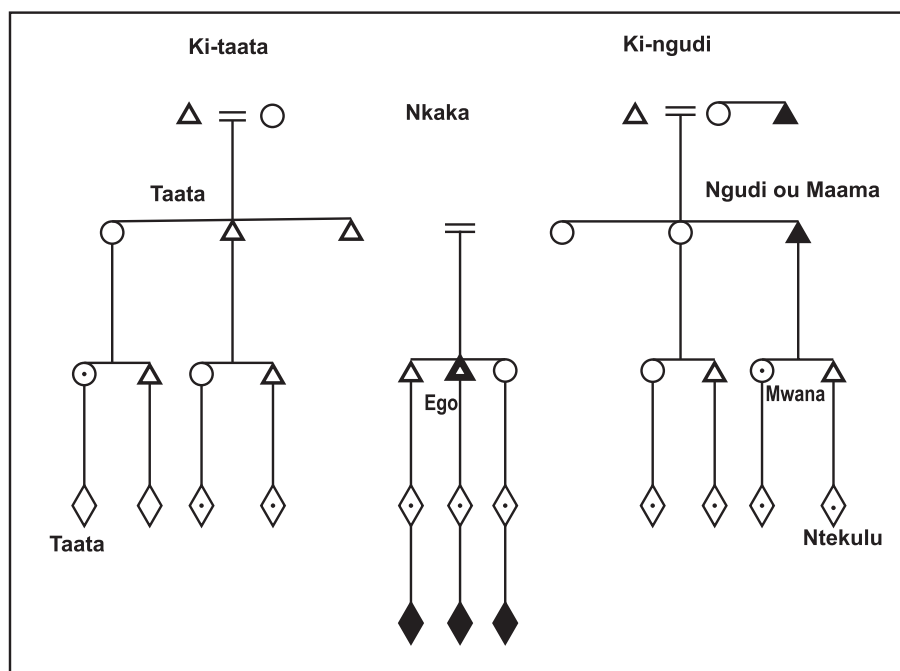 Ki-taata
Ki-ngudi
Nkaka
Taata
Ngudi ou Maama
Ego
Mwana
Taata
Ntekulu